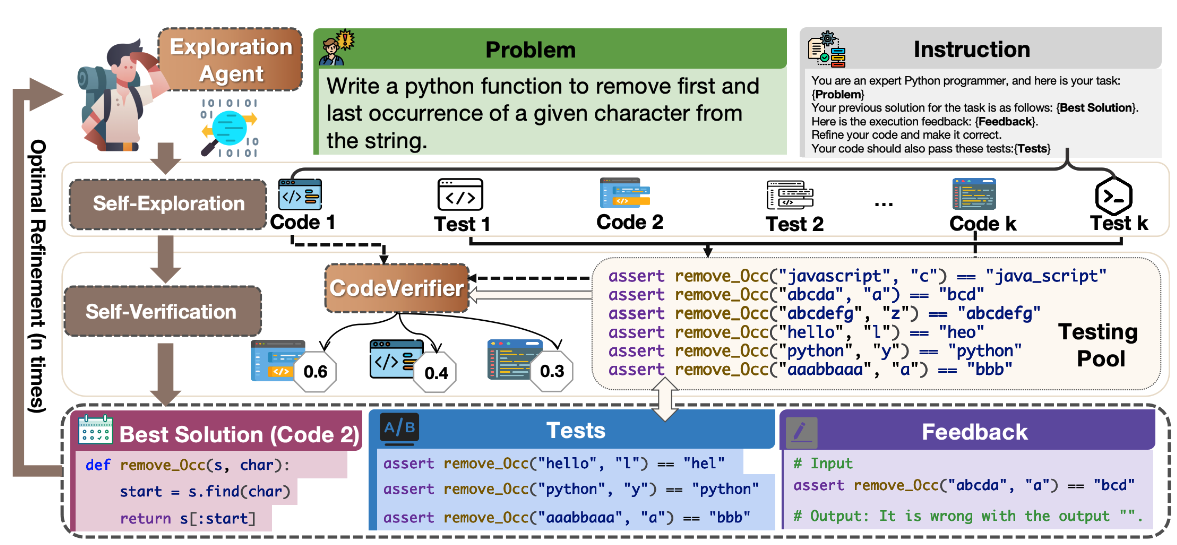 Exploration
Agent
Problem
Write a python function to remove first and
last occurrence of a given character from
the string.
Instruction
You are an expert Python programmer, and here is your task:
{Problem}
Your previous solution for the task is as follows: {Best Solution}.
Here is the execution feedback: {Feedback}.
Refine your code and make it correct.
Your code should also pass these tests:{Tests}
Optimal Refinement (n times)
Self-Exploration
Code 1
Test 1
Code 2
Test 2
...
Code k
Test k
Self-Verification
CodeVerifier
0.6
0.4
0.3
assert remove_Occ("javascript", "c") == "java_script"
assert remove_Occ("abcda", "a") == "bcd"
assert remove_Occ("abcdefg", "z") == "abcdefg"
assert remove_Occ("hello", "l") == "heo"
assert remove_Occ("python", "y") == "python"
assert remove_Occ("aaabbaaa", "a") == "bbb"
Testing
Pool
Best Solution (Code 2)
def remove_Occ(s, char):
start = s.find(char)
return s[:start]
A/B
Tests
assert remove_Occ("hello", "l") == "hel"
assert remove_Occ("python", "y") == "python"
assert remove_Occ("aaabbaaa", "a") == "bbb"
Feedback
# Input
assert remove_Occ("abcda", "a") == "bcd"
# Output: It is wrong with the output "".